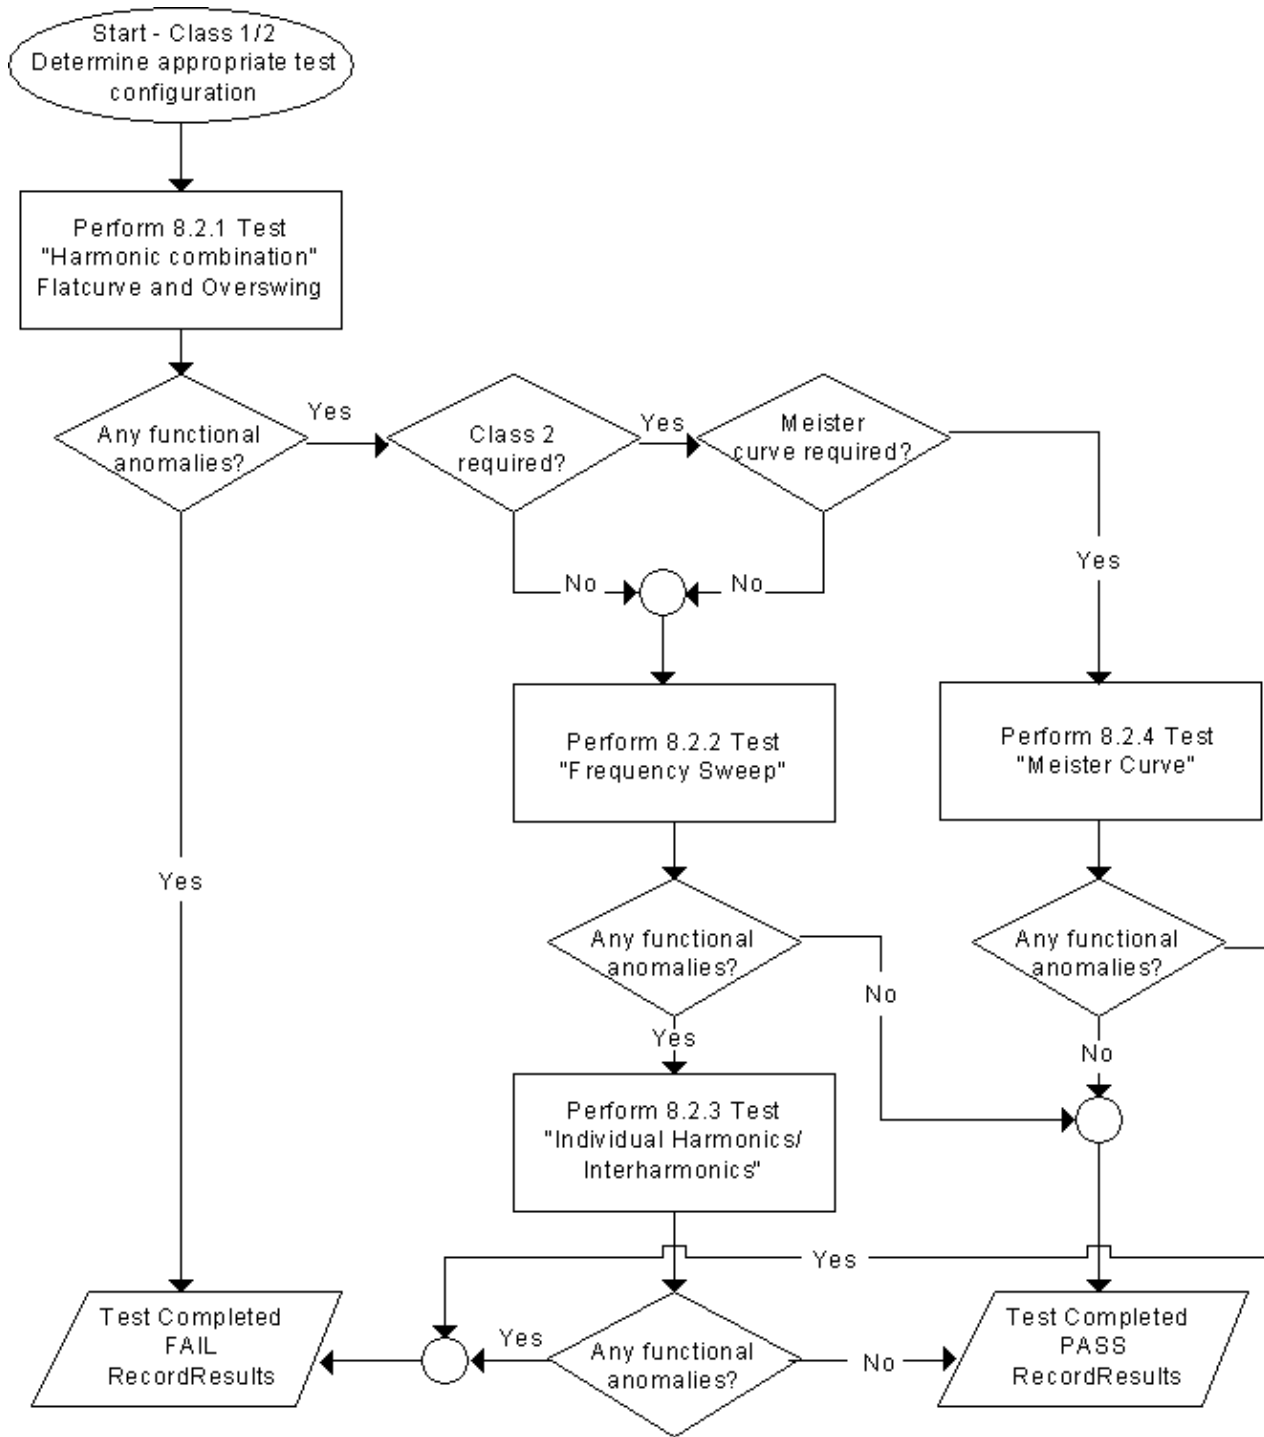 Start - Class 1/2
Determine appropriate test
configuration
Perform 8.2.1 Test
"Harmonic combination"
Flatcurve and Overswing
Any functional
anomalies?
Yes
Class 2
required?
Yes
Meister
curve required?
No
No
Yes
Perform 8.2.2 Test
"Frequency Sweep"
Perform 8.2.4 Test
"Meister Curve"
Yes
Any functional
anomalies?
No
Any functional
anomalies?
Yes
No
Perform 8.2.3 Test
"Individual Harmonics/
Interharmonics"
Yes
Test Completed
FAIL
RecordResults
Yes
Any functional
anomalies?
No
Test Completed
PASS
RecordResults